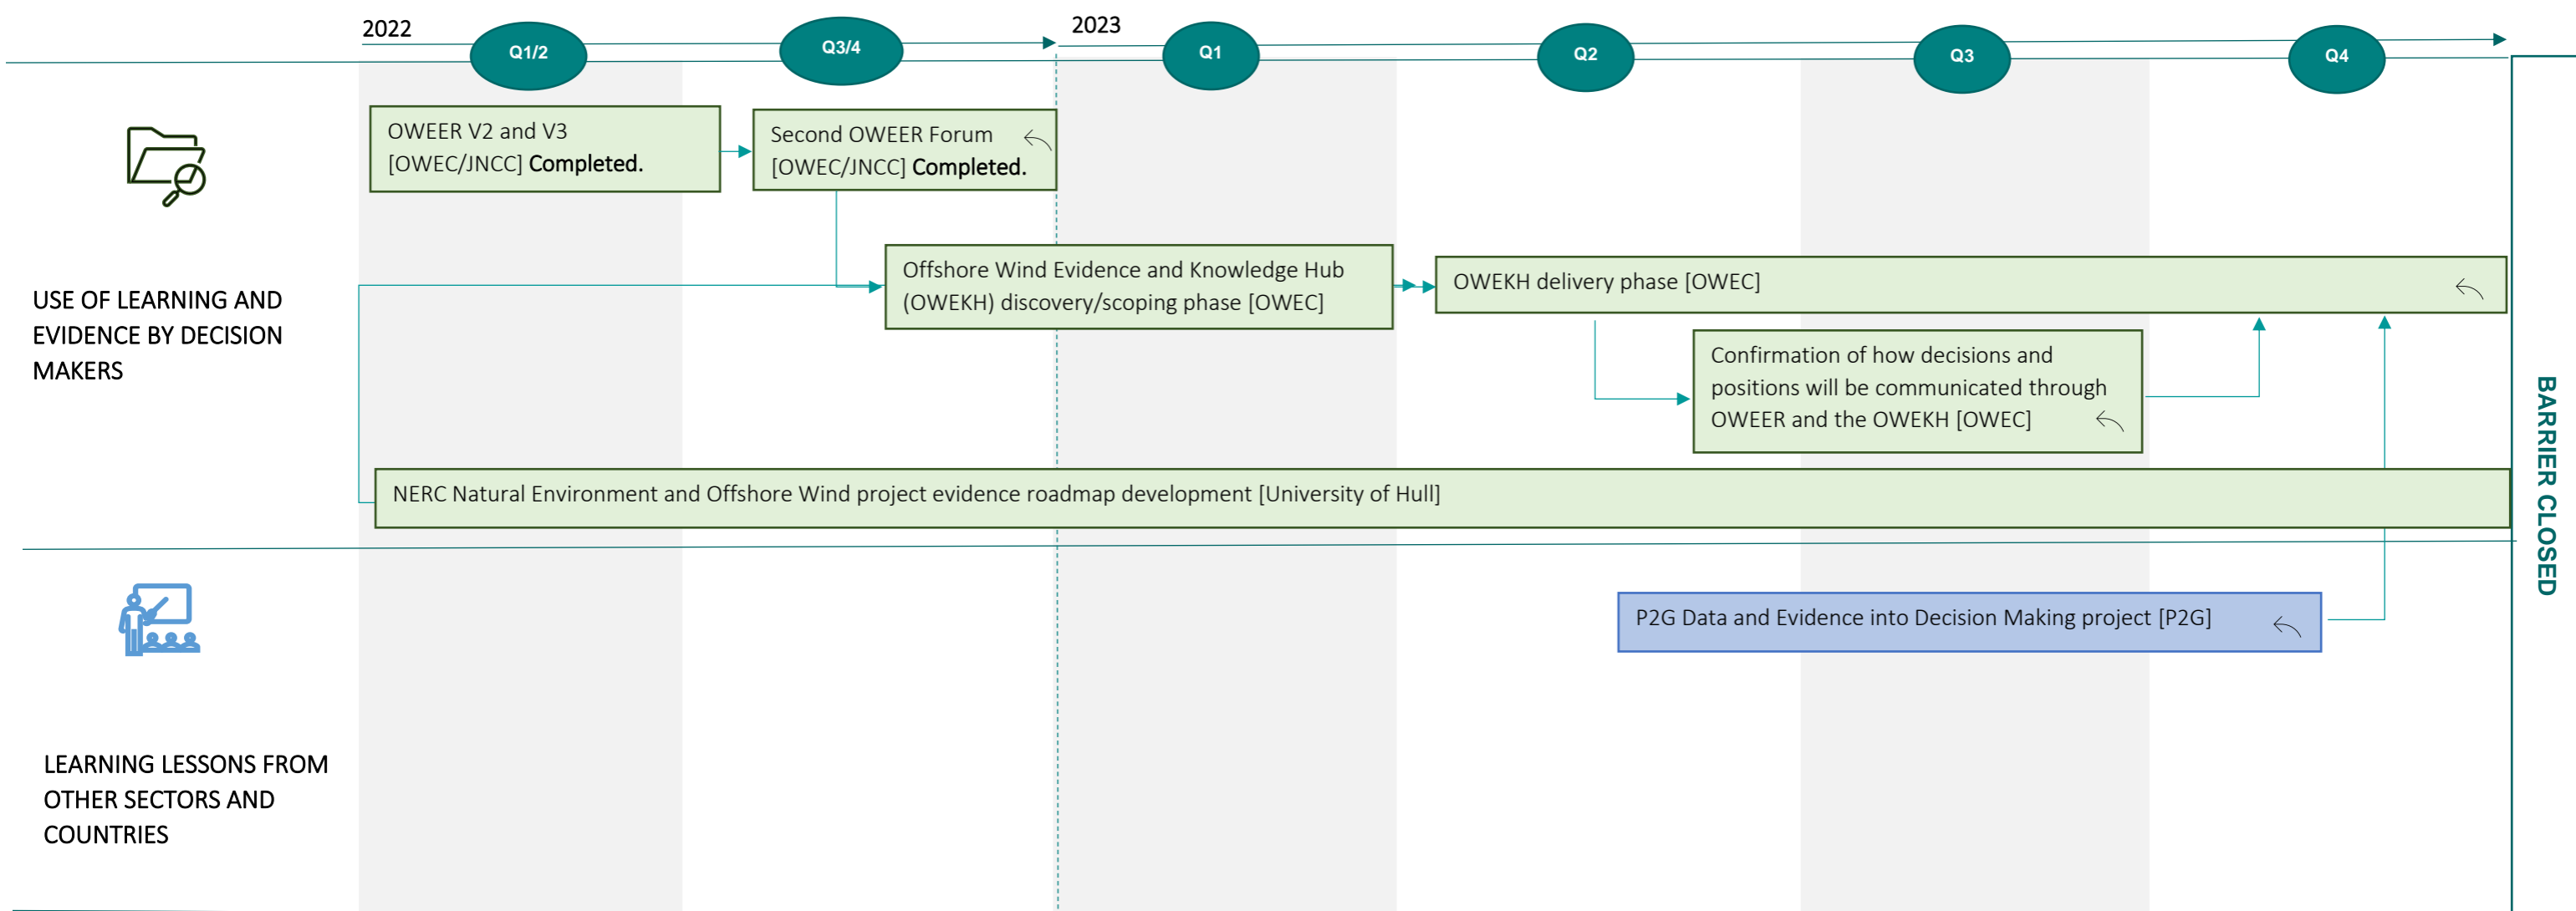 2022
2023
Q1/2
Q3/4
Q1
Q2
Q3
Q4
OWEER V2 and V3
[OWEC/JNCC] Completed.
Second OWEER Forum
[OWEC/JNCC] Completed.
USE OF LEARNING AND
EVIDENCE BY DECISION
MAKERS
Offshore Wind Evidence and Knowledge Hub
(OWEKH) discovery/scoping phase [OWEC]
OWEKH delivery phase [OWEC]
Confirmation of how decisions and
positions will be communicated through
OWEER and the OWEKH [OWEC]
NERC Natural Environment and Offshore Wind project evidence roadmap development [University of Hull]
BARRIER CLOSED
LEARNING LESSONS FROM
OTHER SECTORS AND
COUNTRIES
P2G Data and Evidence into Decision Making project [P2G]